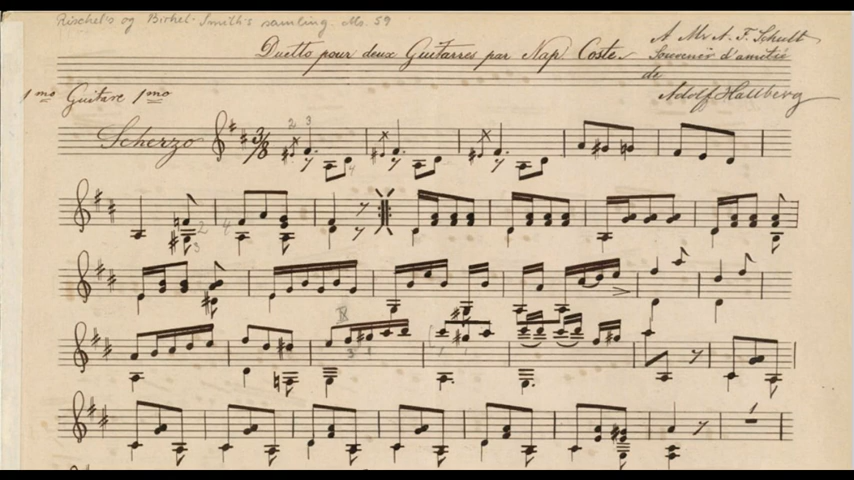 Rischel's og Birket-Smith's samling. Ms. 59
Duetto pour deux Guitarres par Nap. Coste.
A Mr A. F. Schult
Souvenir d'amitié
de
Adolf Hallberg
1mo Guitare 1mo
Scherzo